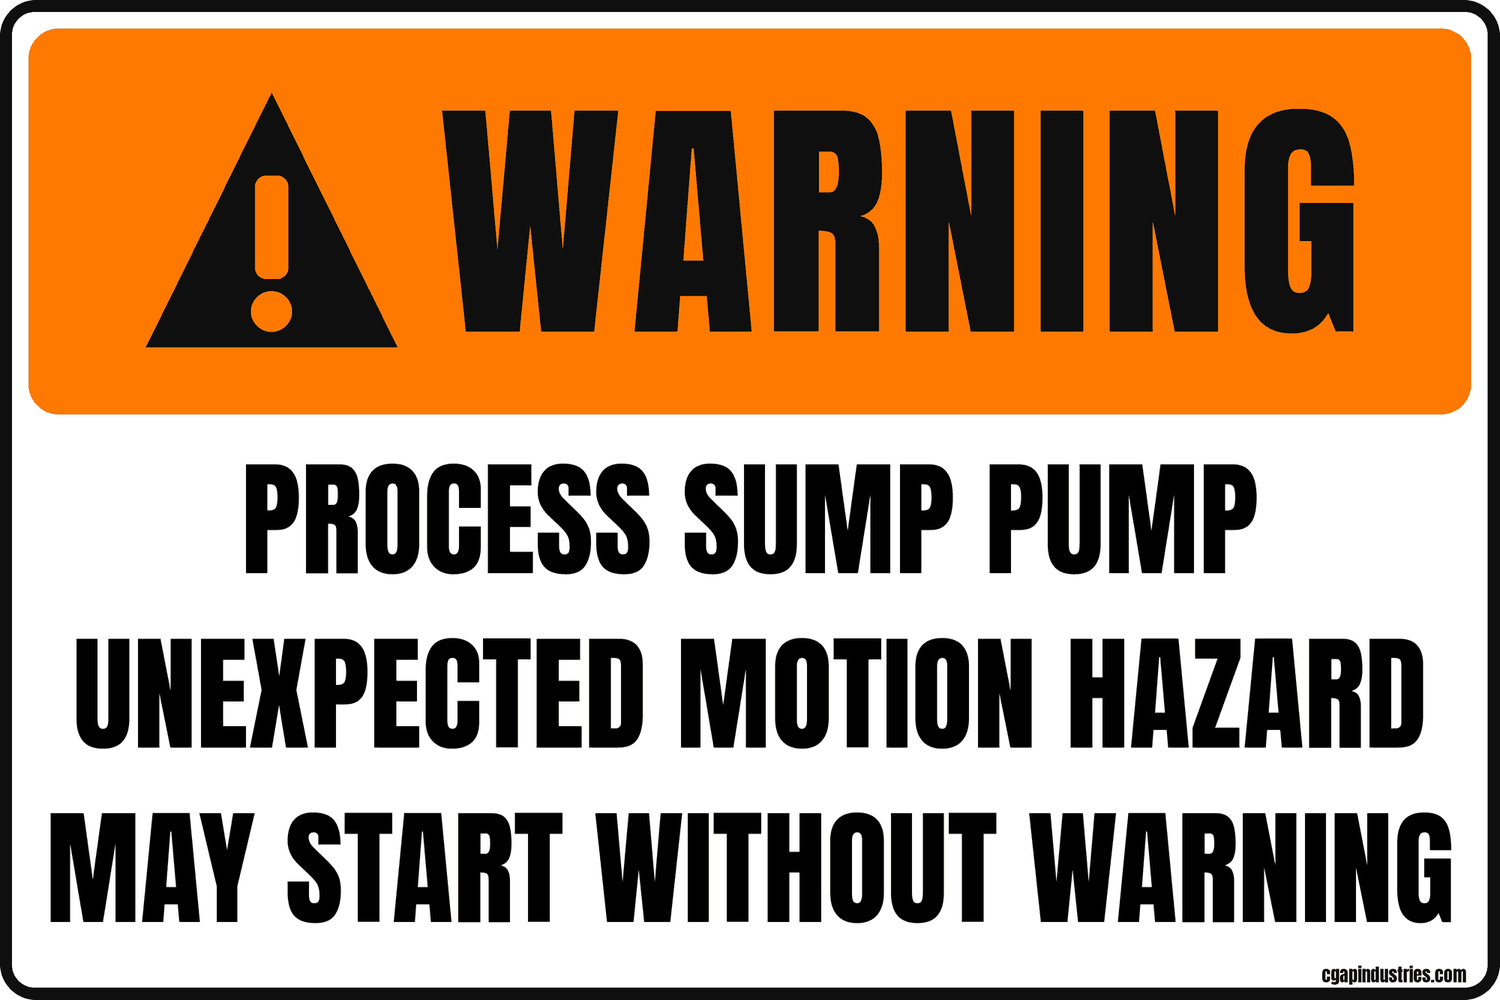 WARNING
PROCESS SUMP PUMP
UNEXPECTED MOTION HAZARD
MAY START WITHOUT WARNING
cgapindustries.com